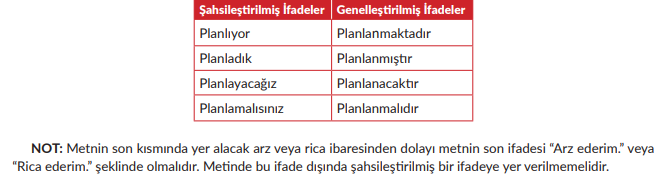 Şahsileştirilmiş İfadeler Genelleştirilmiş İfadeler
Planlıyor Planlanmaktadır
Planladık Planlanmıştır
Planlayacağız Planlanacaktır
Planlamalısınız Planlanmalıdır
NOT: Metnin son kısmında yer alacak arz veya rica ibaresinden dolayı metnin son ifadesi “Arz ederim.” veya
“Rica ederim.” şeklinde olmalıdır. Metinde bu ifade dışında şahsileştirilmiş bir ifadeye yer verilmemelidir.